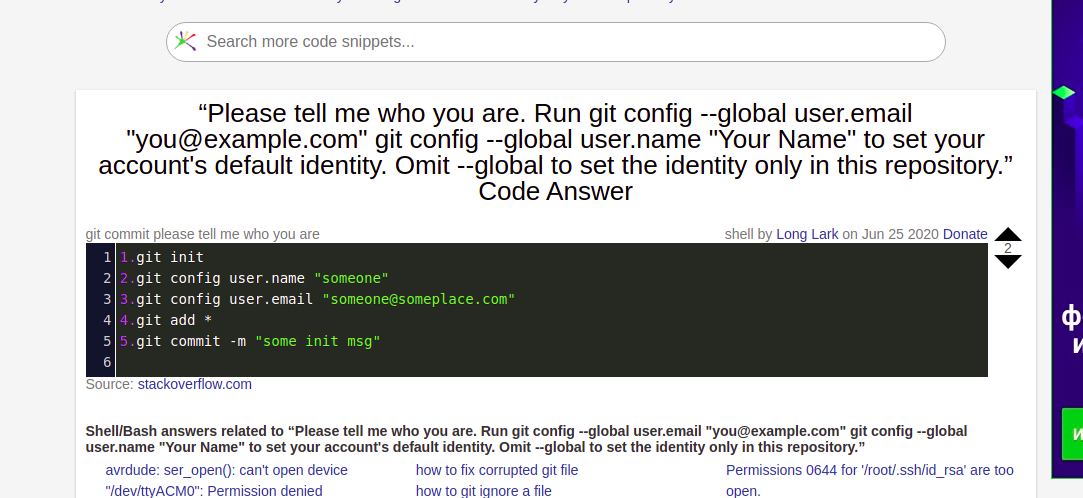 Search more code snippets...
“Please tell me who you are. Run git config --global user.email
"you@example.com" git config --global user.name "Your Name" to set your
account's default identity. Omit --global to set the identity only in this repository.”
Code Answer
git commit please tell me who you are
shell by Long Lark on Jun 25 2020 Donate
2
1 1.git init
2 2.git config user.name "someone"
3 3.git config user.email "someone@someplace.com"
4 4.git add *
5 5.git commit -m "some init msg"
6
Source: stackoverflow.com
Shell/Bash answers related to “Please tell me who you are. Run git config --global user.email "you@example.com" git config --global
user.name "Your Name" to set your account's default identity. Omit --global to set the identity only in this repository.”
avrdude: ser_open(): can't open device
"/dev/ttyACM0": Permission denied
how to fix corrupted git file
how to git ignore a file
Permissions 0644 for '/root/.ssh/id_rsa' are too
open.